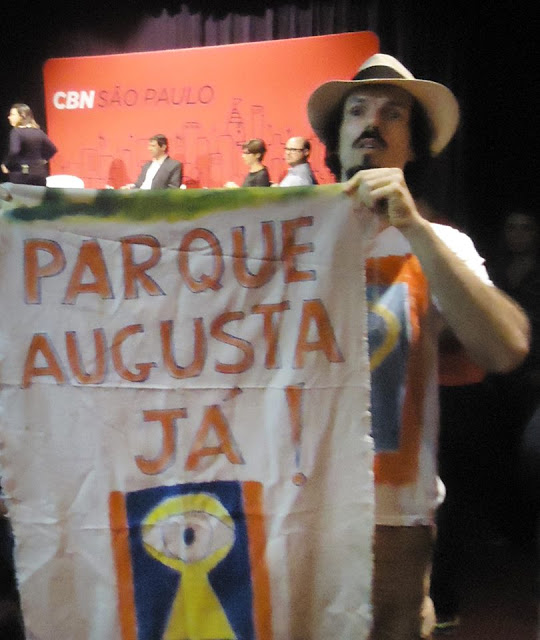 CBN SÃO PAULO
PARQUE
AUGUSTA
JÁ!